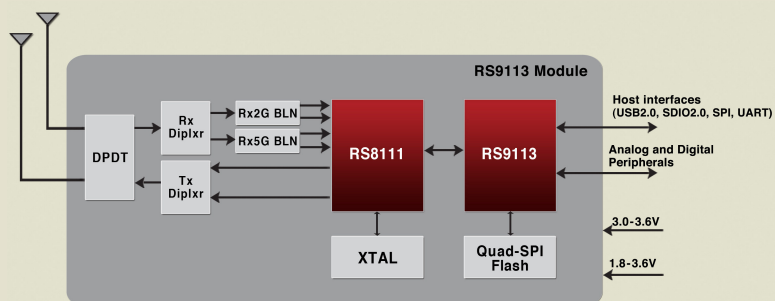 RS9113 Module
Host interfaces
(USB2.0, SDIO2.0, SPI, UART)
Rx
Diplxr
Rx2G BLN
Rx5G BLN
DPDT
RS8111
RS9113
Analog and Digital
Peripherals
Tx
Diplxr
3.0-3.6V
XTAL
Quad-SPI
Flash
1.8-3.6V